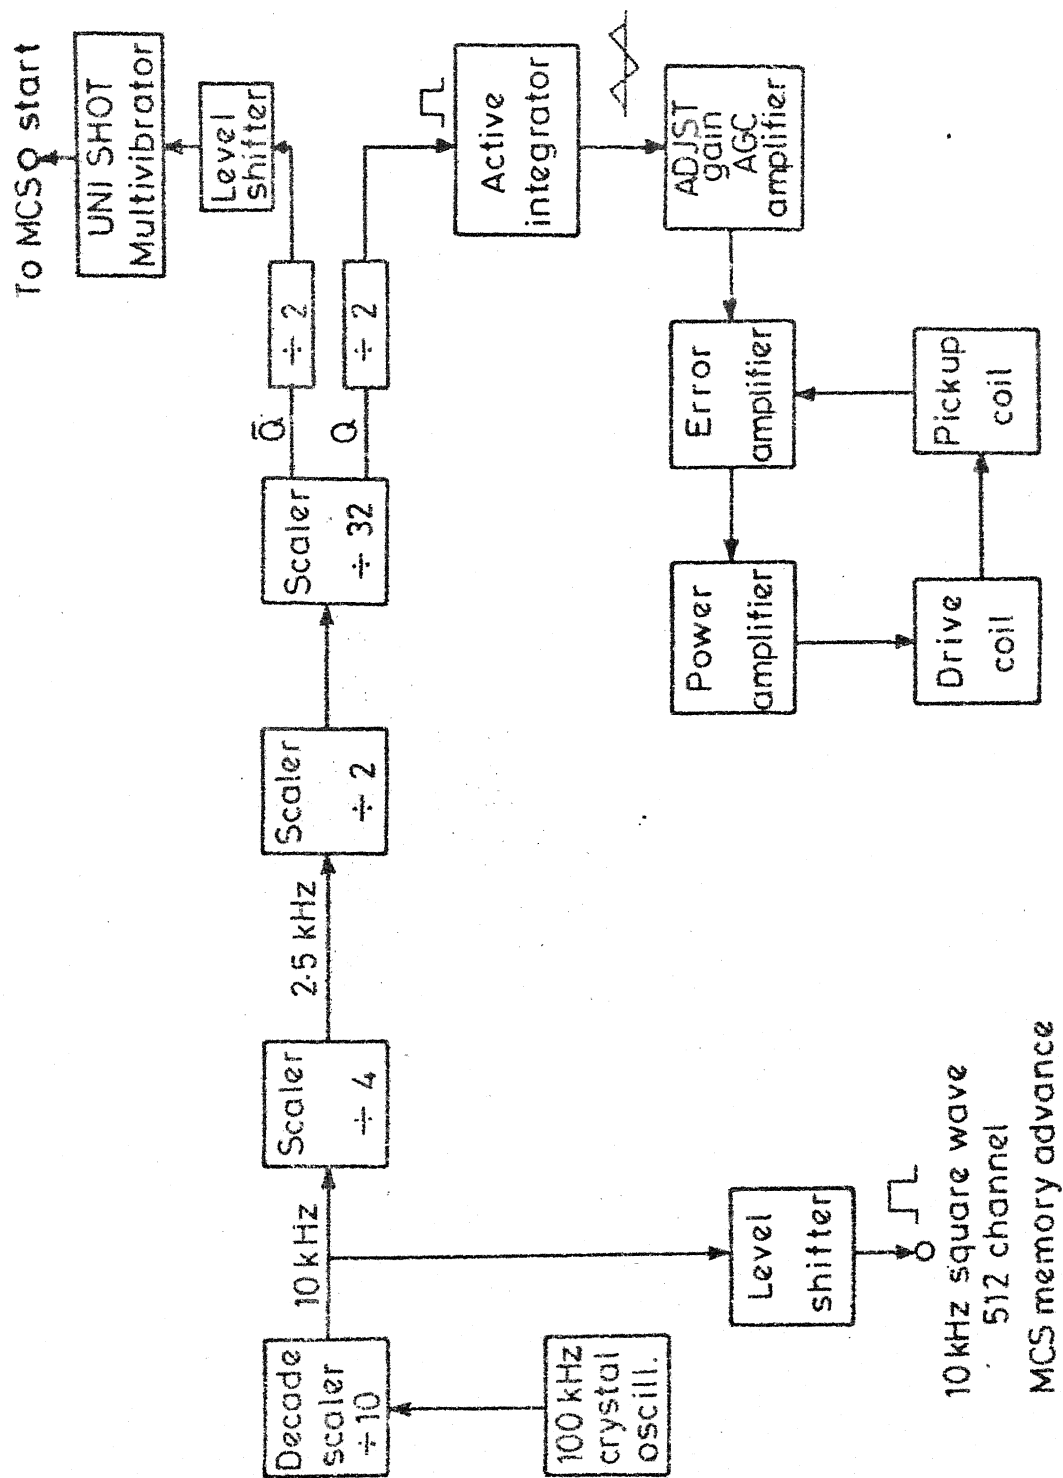 To MCS start
UNI SHOT
Multivibrator
Level
shifter
÷ 2
÷ 2
Q̅
Q
Scaler
÷ 32
Scaler
÷ 2
2·5 kHz
Scaler
÷ 4
10 kHz
Decade
scaler
÷ 10
100 kHz
crystal
oscill.
Level
shifter
10 kHz square wave
512 channel
MCS memory advance
Active
integrator
ADJST
gain
AGC
amplifier
Error
amplifier
Power
amplifier
Drive
coil
Pickup
coil